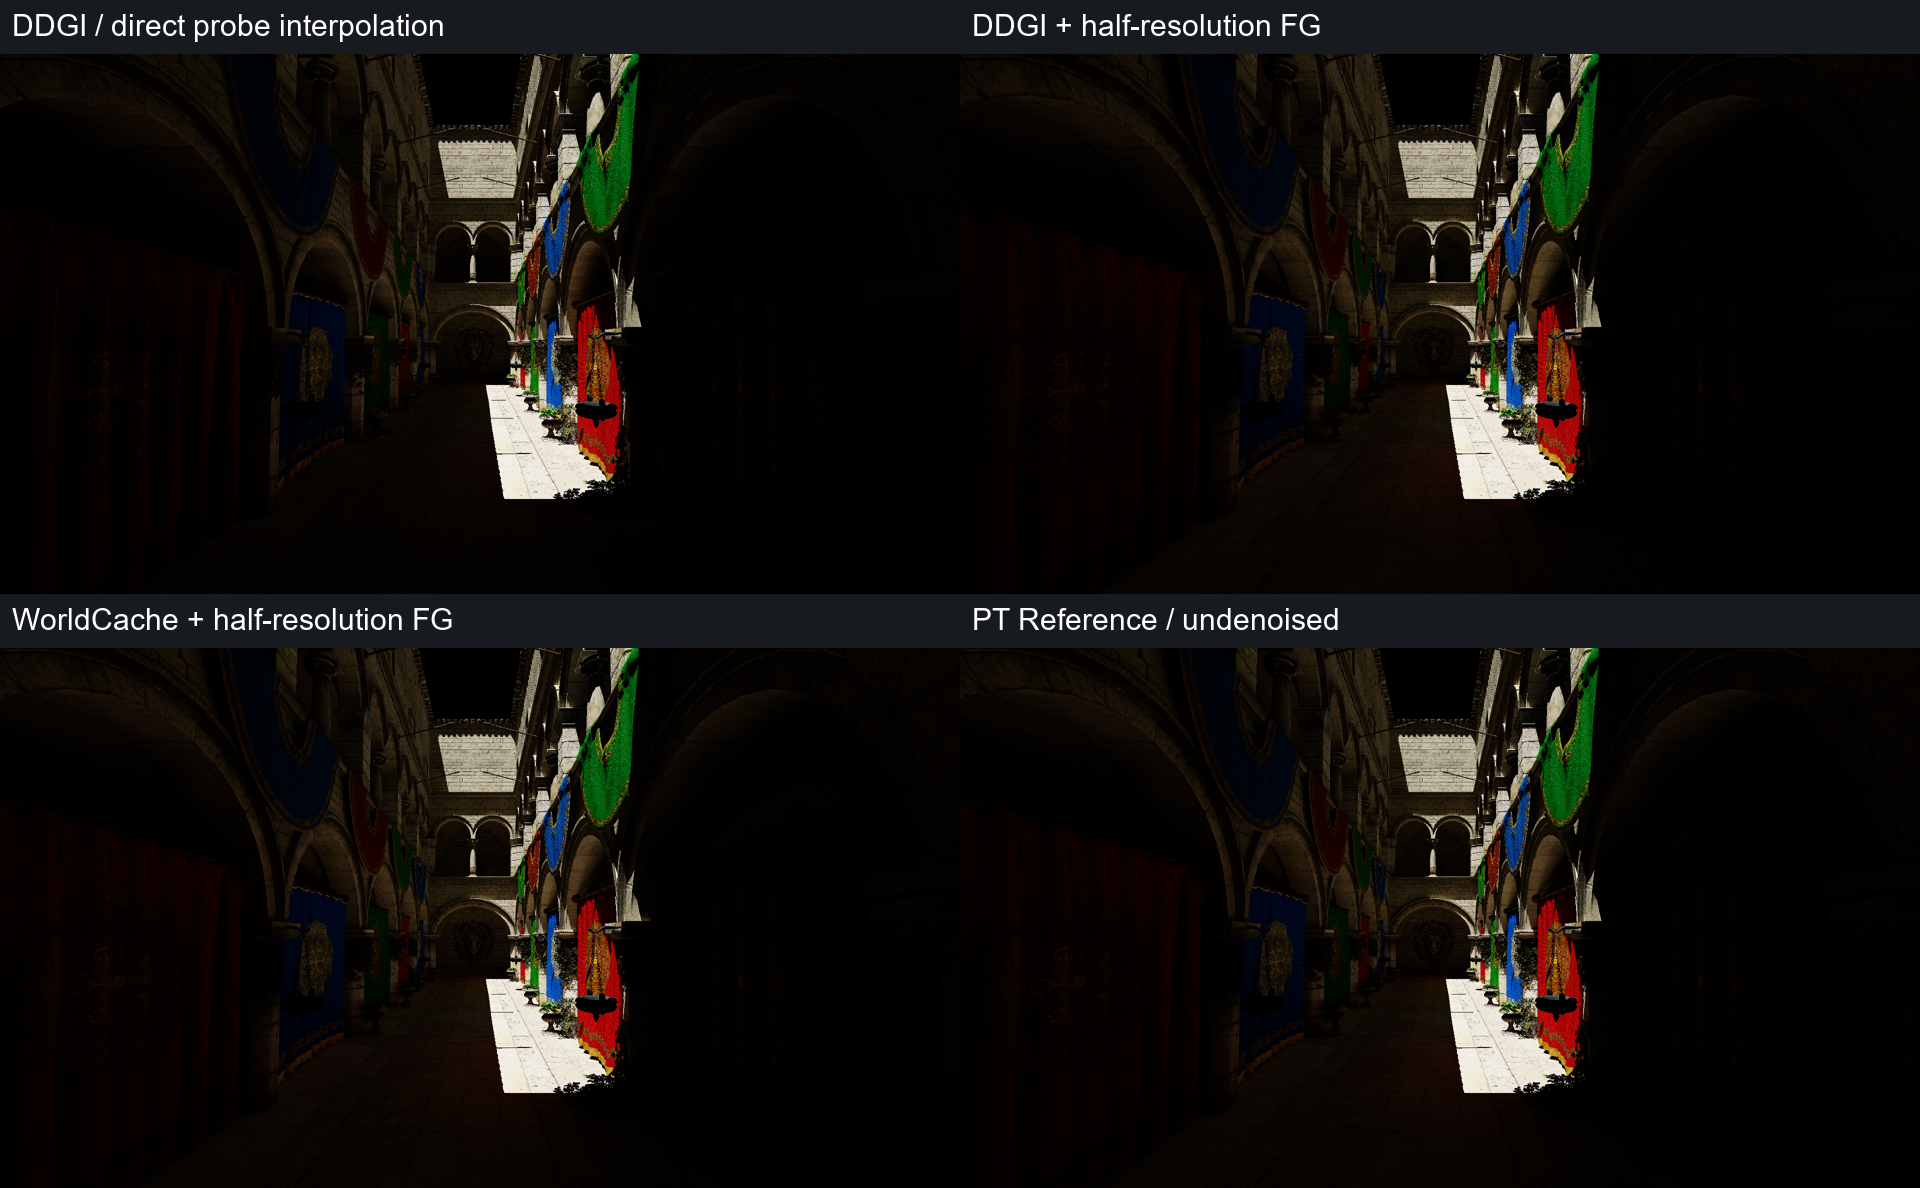 DDGI / direct probe interpolation
DDGI + half-resolution FG
WorldCache + half-resolution FG
PT Reference / undenoised